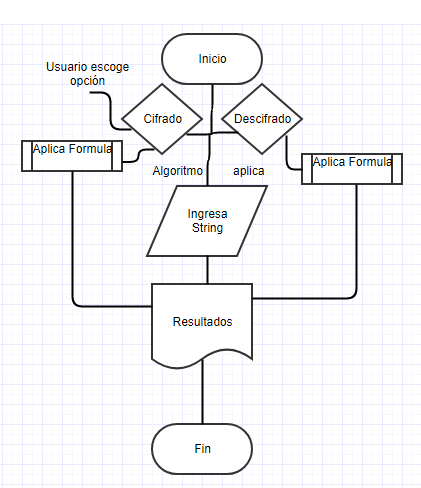 Inicio
Usuario escoge
opción
Cifrado
Descifrado
Aplica Formula
Aplica Formula
Algoritmo
aplica
Ingresa
String
Resultados
Fin